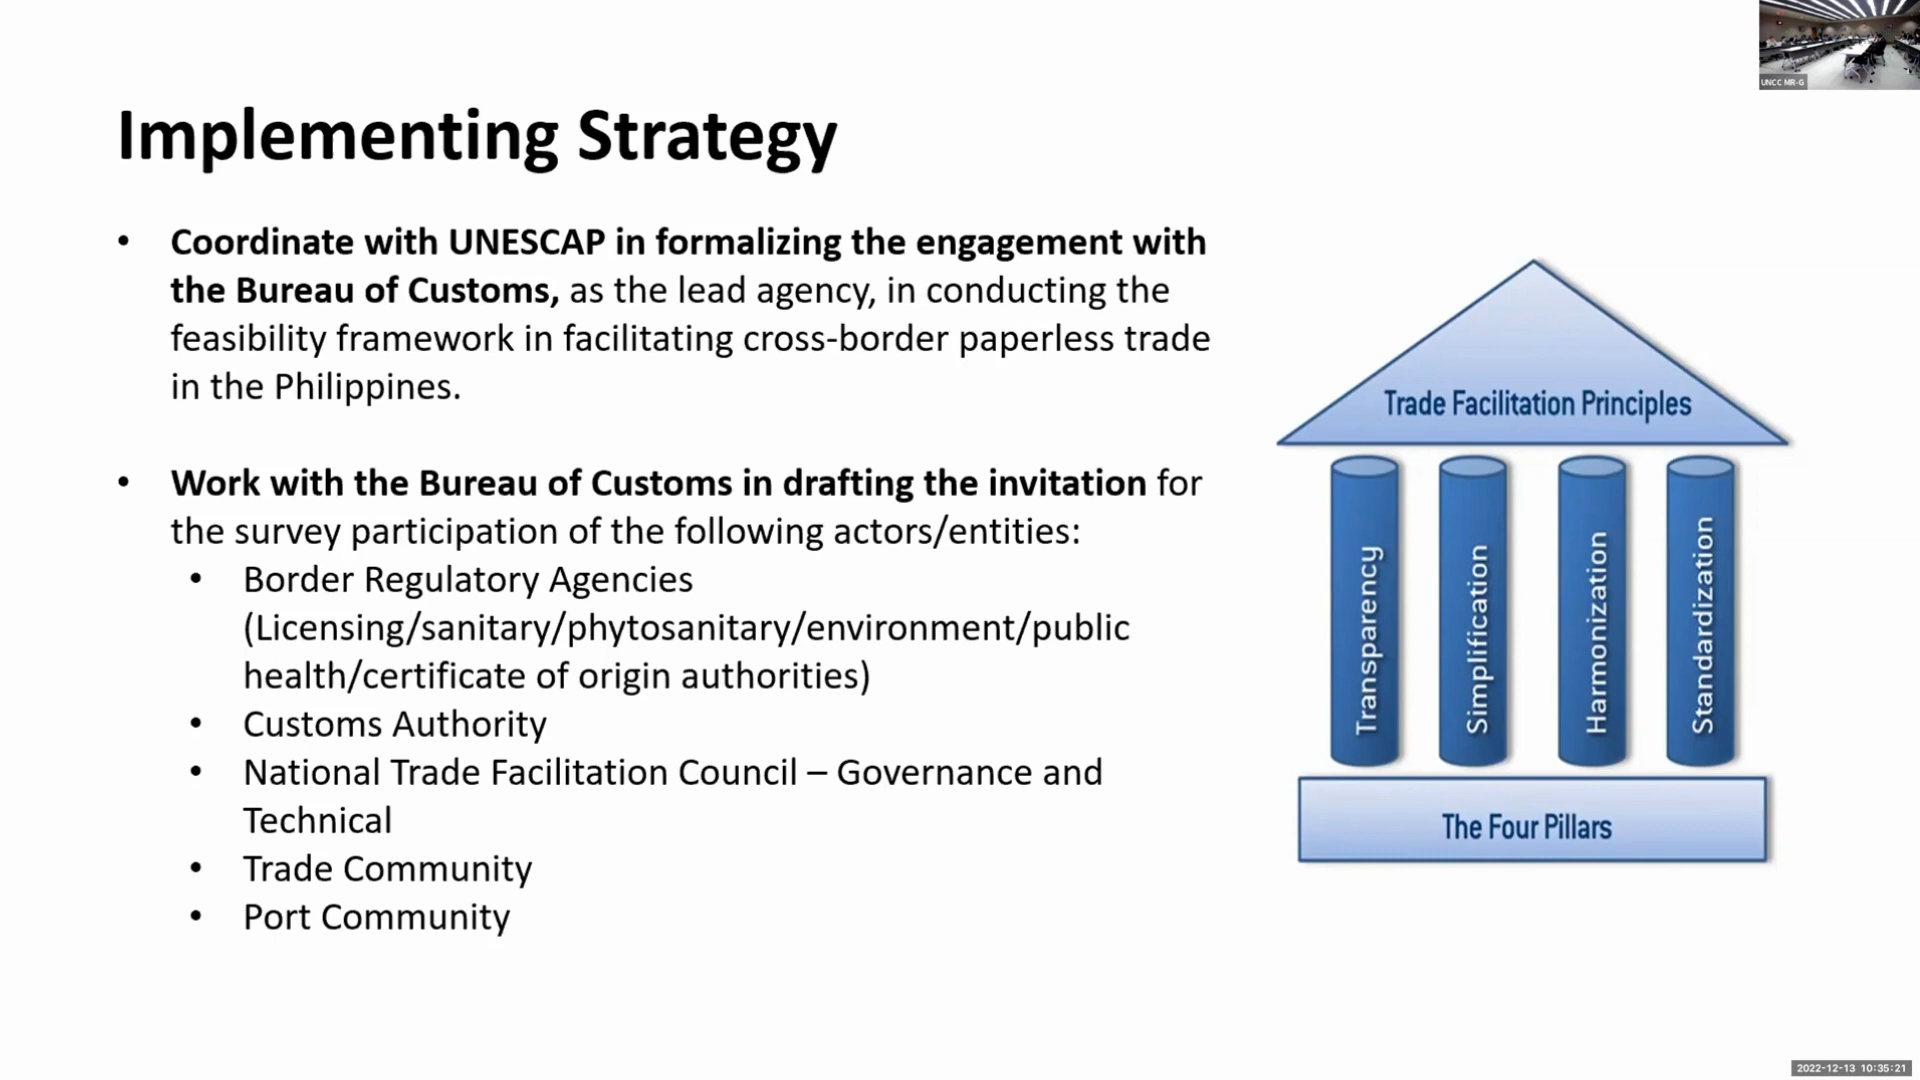 UNCC MR-G
Implementing Strategy
• Coordinate with UNESCAP in formalizing the engagement with
the Bureau of Customs, as the lead agency, in conducting the
feasibility framework in facilitating cross-border paperless trade
in the Philippines.
• Work with the Bureau of Customs in drafting the invitation for
the survey participation of the following actors/entities:
• Border Regulatory Agencies
(Licensing/sanitary/phytosanitary/environment/public
health/certificate of origin authorities)
• Customs Authority
• National Trade Facilitation Council – Governance and
Technical
• Trade Community
• Port Community
Trade Facilitation Principles
Transparency
Simplification
Harmonization
Standardization
The Four Pillars
2022-12-13 10:35:21